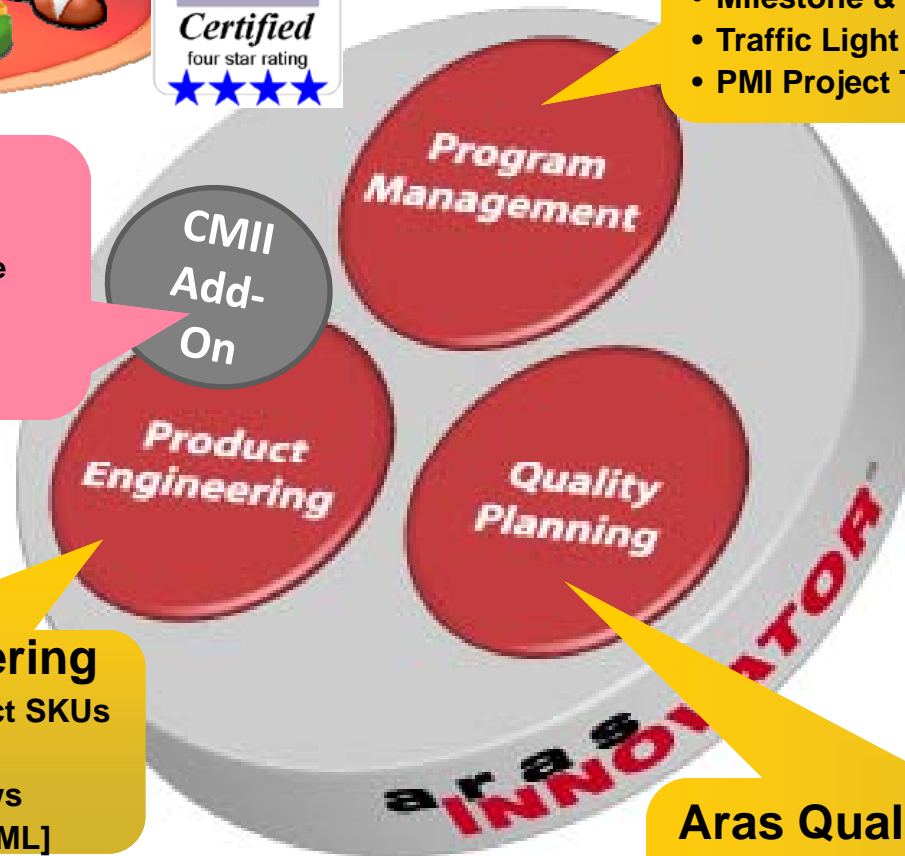 Certified
four star rating
• Milestone &
• Traffic Light
• PMI Project
Program
Management
CMII
Add-
On
Product
Engineering
Quality
Planning
ering
ct SKUs
ML]
aras
INNOVATOR
Aras Qual